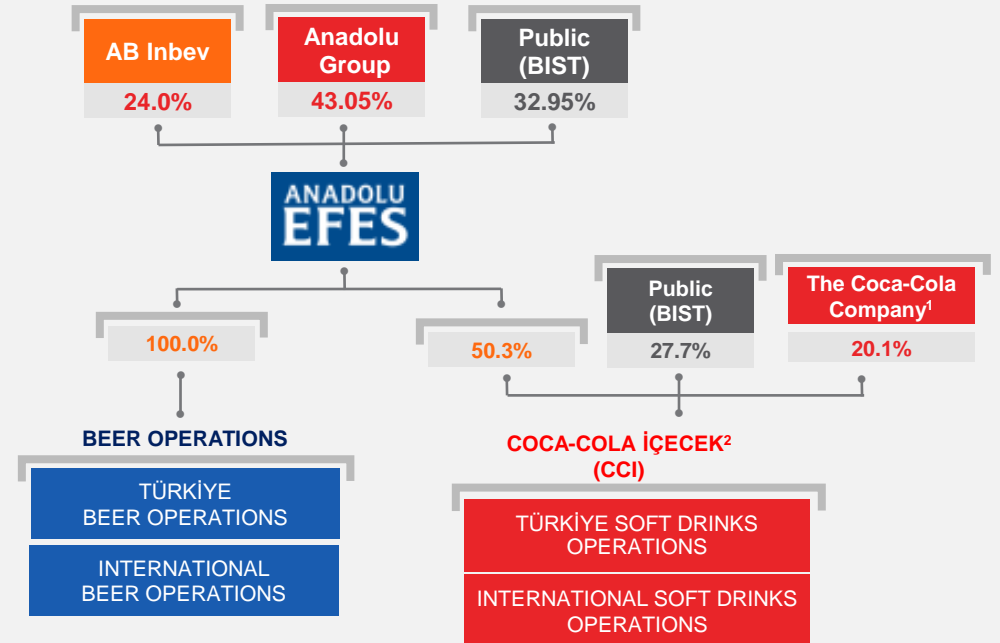 AB Inbev
24.0%
Anadolu
Group
43.05%
Public
(BIST)
32.95%
ANADOLU
EFES
100.0%
50.3%
Public
(BIST)
27.7%
The Coca-Cola
Company¹
20.1%
BEER OPERATIONS
TÜRKİYE
BEER OPERATIONS
INTERNATIONAL
BEER OPERATIONS
COCA-COLA İÇECEK²
(CCI)
TÜRKİYE SOFT DRINKS
OPERATIONS
INTERNATIONAL SOFT DRINKS
OPERATIONS